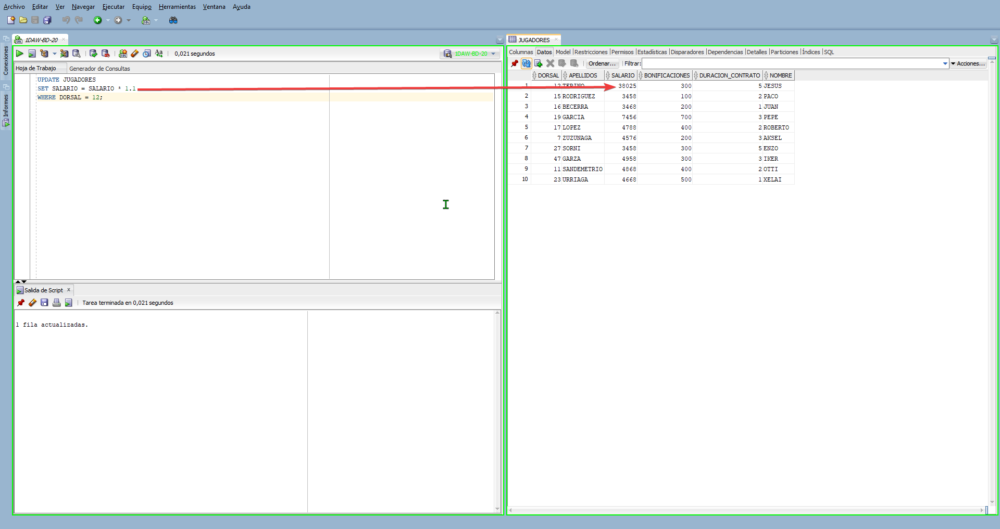 Archivo Editar Ver Navegar Ejecutar Equipo Herramientas Ventana Ayuda
Conexiones
Informes
1DAW-BD-20
0,021 segundos
1DAW-BD-20
Hoja de Trabajo Generador de Consultas
UPDATE JUGADORES
SET SALARIO = SALARIO * 1.1
WHERE DORSAL = 12;
Salida de Script
Tarea terminada en 0,021 segundos
1 fila actualizadas.
JUGADORES
Columnas Datos Model Restricciones Permisos Estadísticas Disparadores Dependencias Detalles Particiones Índices SQL
Ordenar... Filtrar: Acciones...
DORSAL APELLIDOS SALARIO BONIFICACIONES DURACION_CONTRATO NOMBRE
1 12 38025 300 5 JESUS
2 15 RODRIGUEZ 3458 100 2 PACO
3 16 BECERRA 3468 200 1 JUAN
4 19 GARCIA 7456 700 3 PEPE
5 17 LOPEZ 4788 400 2 ROBERTO
6 7 ZUZUNAGA 4576 200 3 AKSEL
7 27 SORNI 3458 300 5 ENZO
8 47 GARZA 4958 300 3 IKER
9 11 SANDEMETRIO 4868 400 2 OTTI
10 23 URRIAGA 4668 500 1 XELAI